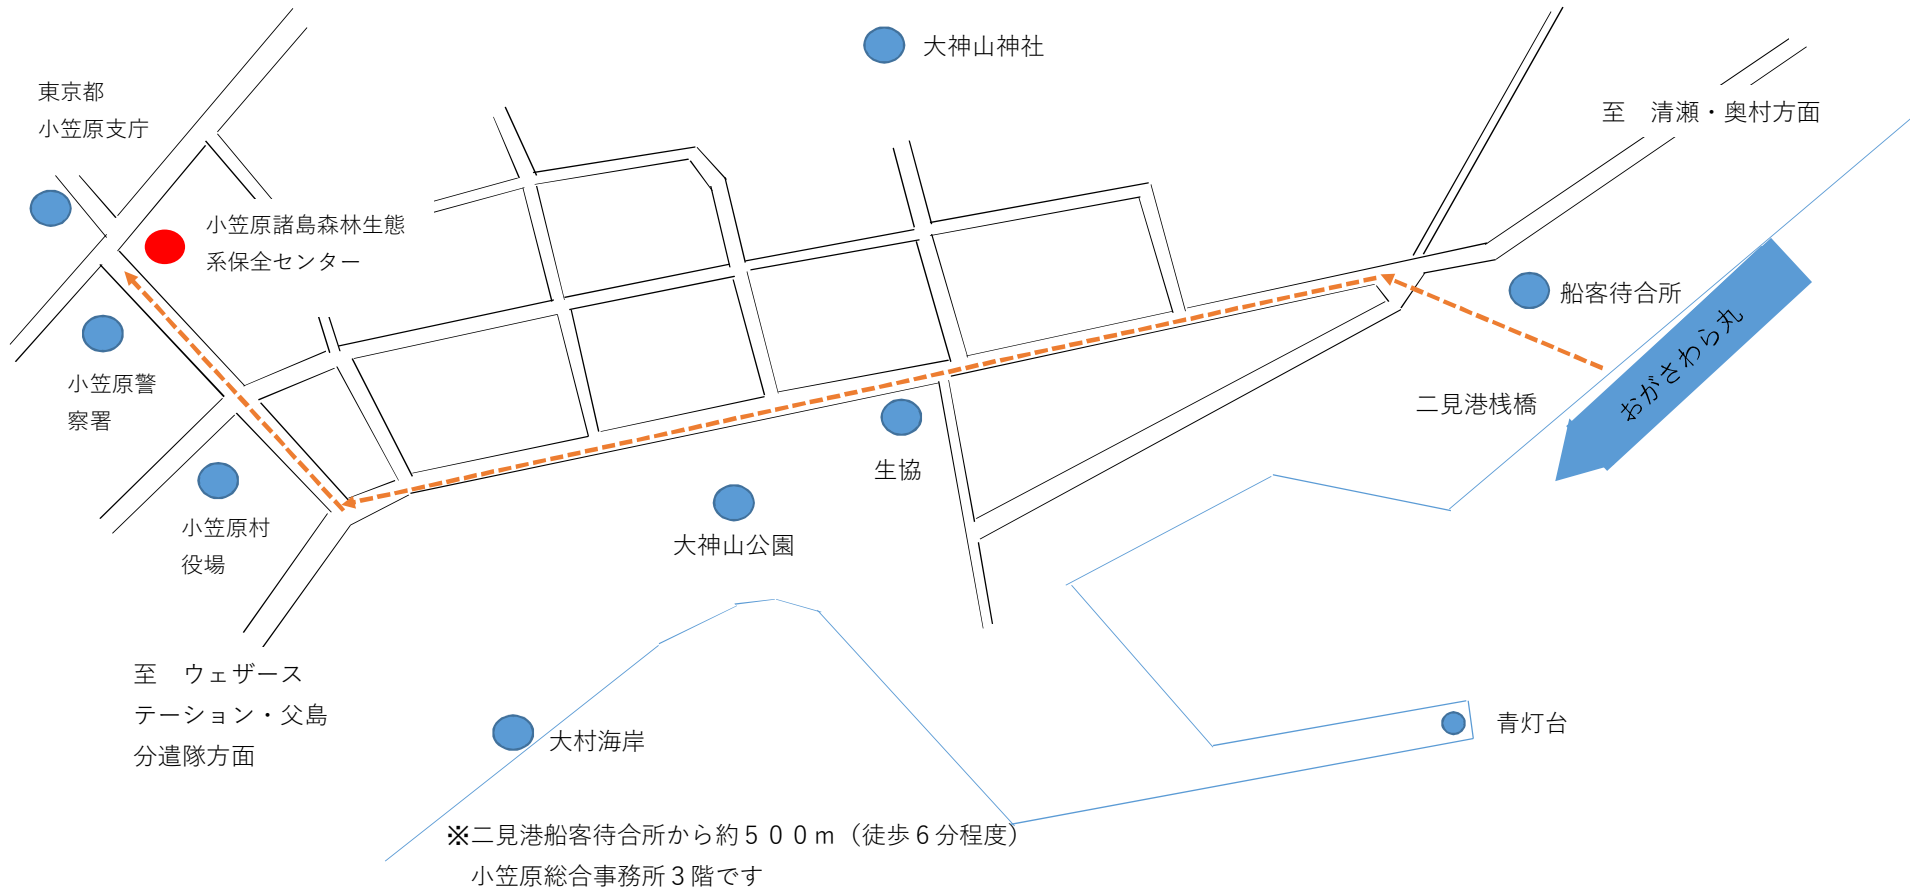 大神山神社
東京都
小笠原支庁
至　清瀬・奥村方面
小笠原諸島森林生態
系保全センター
船客待合所
おがさわら丸
小笠原警
察署
二見港桟橋
生協
小笠原村
役場
大神山公園
至　ウェザース
テーション・父島
分遣隊方面
大村海岸
青灯台
※二見港船客待合所から約５００ｍ（徒歩６分程度）
小笠原総合事務所３階です